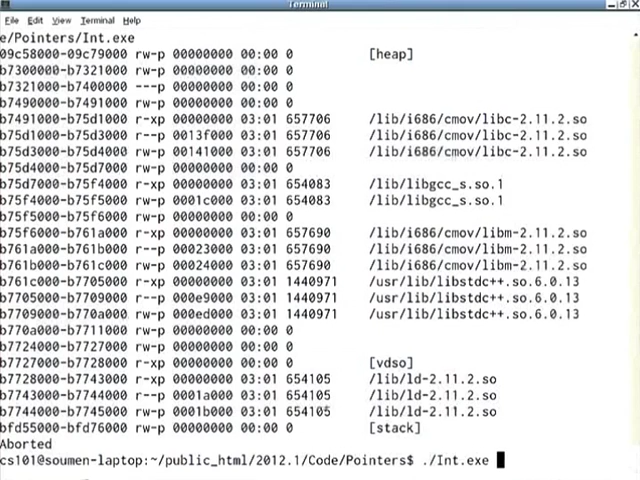 Terminal
File Edit View Terminal Help
e/Pointers/Int.exe
09c58000-09c79000 rw-p 00000000 00:00 0 [heap]
b7300000-b7321000 rw-p 00000000 00:00 0
b7321000-b7400000 ---p 00000000 00:00 0
b7490000-b7491000 rw-p 00000000 00:00 0
b7491000-b75d1000 r-xp 00000000 03:01 657706 /lib/i686/cmov/libc-2.11.2.so
b75d1000-b75d3000 r--p 0013f000 03:01 657706 /lib/i686/cmov/libc-2.11.2.so
b75d3000-b75d4000 rw-p 00141000 03:01 657706 /lib/i686/cmov/libc-2.11.2.so
b75d4000-b75d7000 rw-p 00000000 00:00 0
b75d7000-b75f4000 r-xp 00000000 03:01 654083 /lib/libgcc_s.so.1
b75f4000-b75f5000 rw-p 0001c000 03:01 654083 /lib/libgcc_s.so.1
b75f5000-b75f6000 rw-p 00000000 00:00 0
b75f6000-b761a000 r-xp 00000000 03:01 657690 /lib/i686/cmov/libm-2.11.2.so
b761a000-b761b000 r--p 00023000 03:01 657690 /lib/i686/cmov/libm-2.11.2.so
b761b000-b761c000 rw-p 00024000 03:01 657690 /lib/i686/cmov/libm-2.11.2.so
b761c000-b7705000 r-xp 00000000 03:01 1440971 /usr/lib/libstdc++.so.6.0.13
b7705000-b7709000 r--p 000e9000 03:01 1440971 /usr/lib/libstdc++.so.6.0.13
b7709000-b770a000 rw-p 000ed000 03:01 1440971 /usr/lib/libstdc++.so.6.0.13
b770a000-b7711000 rw-p 00000000 00:00 0
b7724000-b7727000 rw-p 00000000 00:00 0
b7727000-b7728000 r-xp 00000000 00:00 0 [vdso]
b7728000-b7743000 r-xp 00000000 03:01 654105 /lib/ld-2.11.2.so
b7743000-b7744000 r--p 0001a000 03:01 654105 /lib/ld-2.11.2.so
b7744000-b7745000 rw-p 0001b000 03:01 654105 /lib/ld-2.11.2.so
bfd55000-bfd76000 rw-p 00000000 00:00 0 [stack]
Aborted
cs101@soumen-laptop:~/public_html/2012.1/Code/Pointers$ ./Int.exe